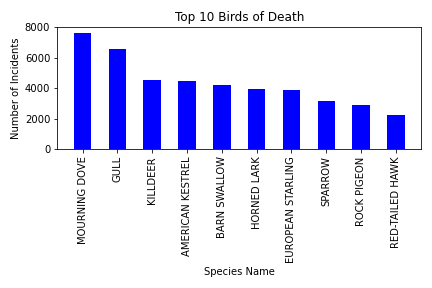 Top 10 Birds of Death
Number of Incidents
8000
6000
4000
2000
0
MOURNING DOVE
GULL
KILLDEER
AMERICAN KESTREL
BARN SWALLOW
HORNED LARK
EUROPEAN STARLING
SPARROW
ROCK PIGEON
RED-TAILED HAWK
Species Name